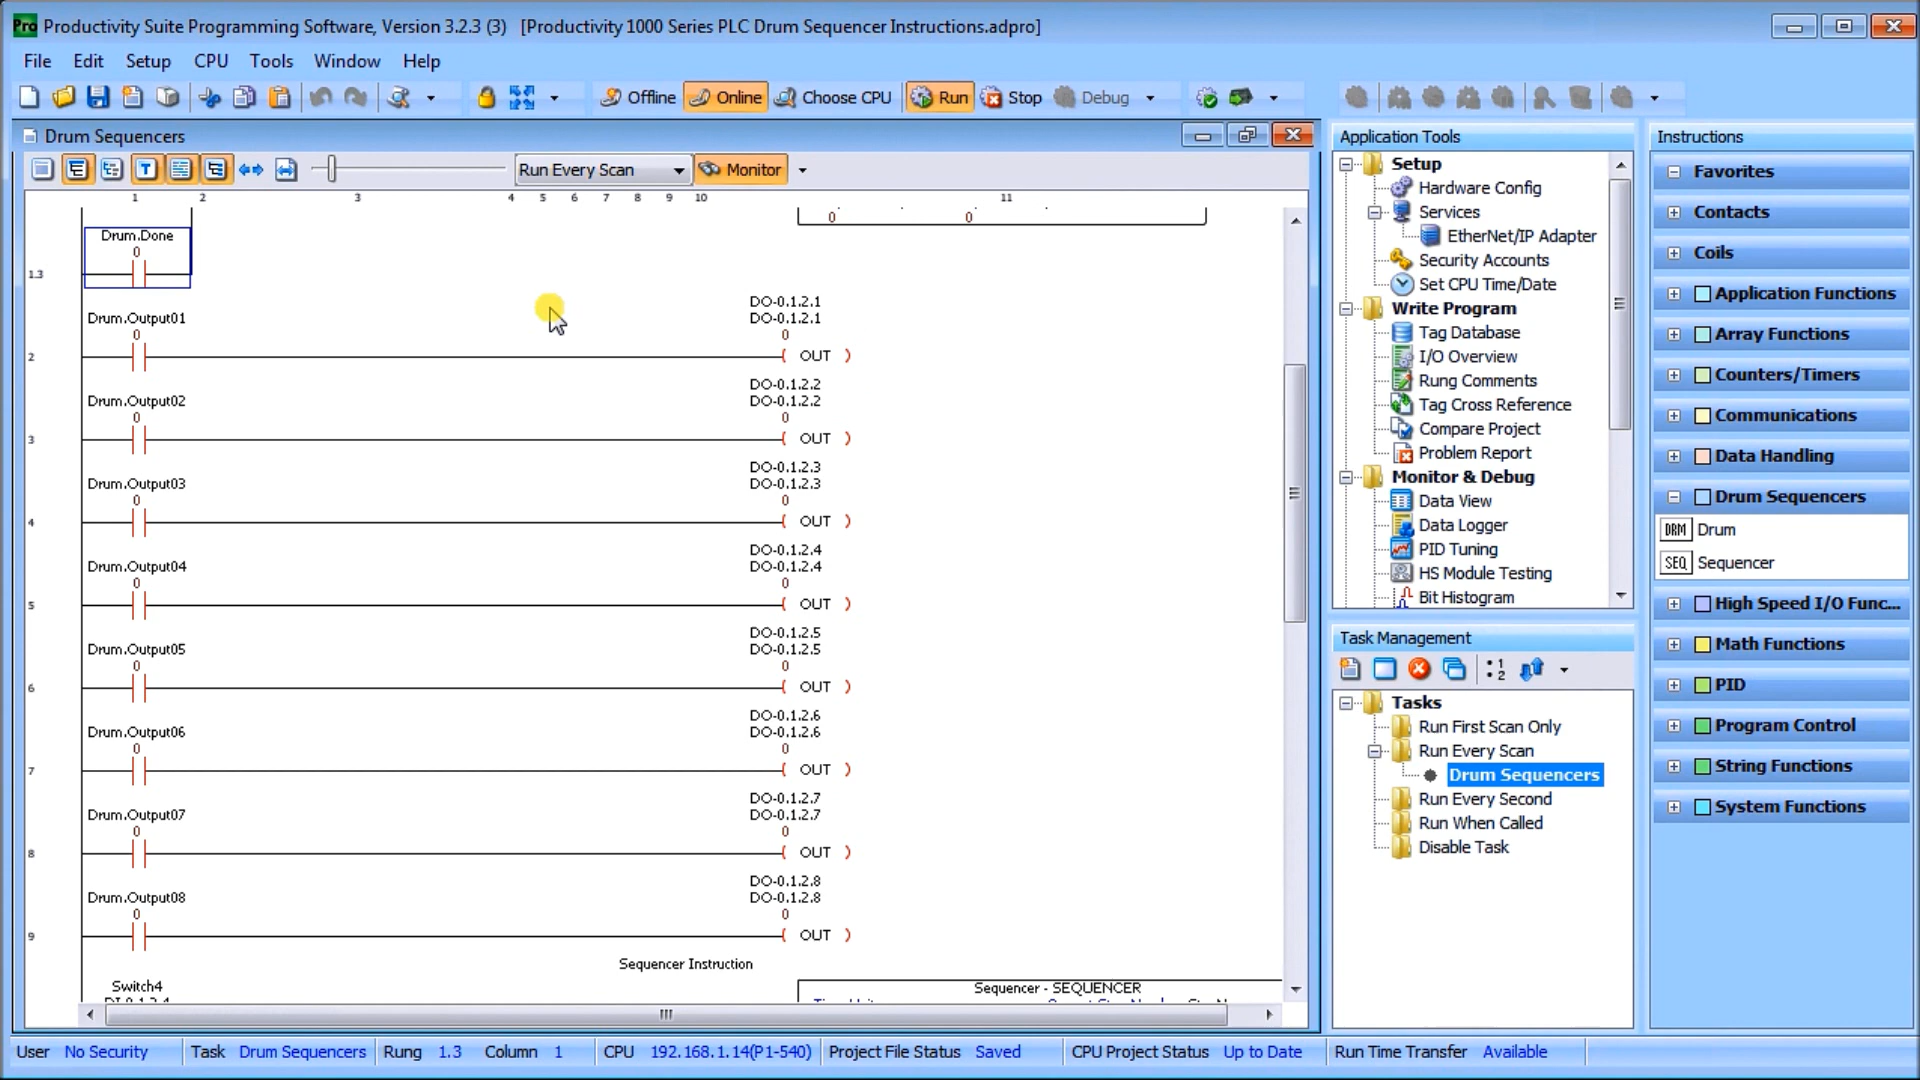 Pro Productivity Suite Programming Software, Version 3.2.3 (3) [Productivity 1000 Series PLC Drum Sequencer Instructions.adpro]
File Edit Setup CPU Tools Window Help
Offline Online Choose CPU Run Stop Debug
Drum Sequencers
Run Every Scan Monitor
1 2 3 4 5 6 7 8 9 10 11
0 0
Drum.Done
0
1.3
DO-0.1.2.1
Drum.Output01 DO-0.1.2.1
0 0
2 OUT
DO-0.1.2.2
Drum.Output02 DO-0.1.2.2
0 0
3 OUT
DO-0.1.2.3
Drum.Output03 DO-0.1.2.3
0 0
4 OUT
DO-0.1.2.4
Drum.Output04 DO-0.1.2.4
0 0
5 OUT
DO-0.1.2.5
Drum.Output05 DO-0.1.2.5
0 0
6 OUT
DO-0.1.2.6
Drum.Output06 DO-0.1.2.6
0 0
7 OUT
DO-0.1.2.7
Drum.Output07 DO-0.1.2.7
0 0
8 OUT
DO-0.1.2.8
Drum.Output08 DO-0.1.2.8
0 0
9 OUT
Sequencer Instruction
Switch4
Sequencer - SEQUENCER
Application Tools
Setup
Hardware Config
Services
EtherNet/IP Adapter
Security Accounts
Set CPU Time/Date
Write Program
Tag Database
I/O Overview
Rung Comments
Tag Cross Reference
Compare Project
Problem Report
Monitor & Debug
Data View
Data Logger
PID Tuning
HS Module Testing
Bit Histogram
Task Management
Tasks
Run First Scan Only
Run Every Scan
Drum Sequencers
Run Every Second
Run When Called
Disable Task
Instructions
Favorites
Contacts
Coils
Application Functions
Array Functions
Counters/Timers
Communications
Data Handling
Drum Sequencers
DRM Drum
SEQ Sequencer
High Speed I/O Func...
Math Functions
PID
Program Control
String Functions
System Functions
User No Security Task Drum Sequencers Rung 1.3 Column 1 CPU 192.168.1.14(P1-540) Project File Status Saved CPU Project Status Up to Date Run Time Transfer Available